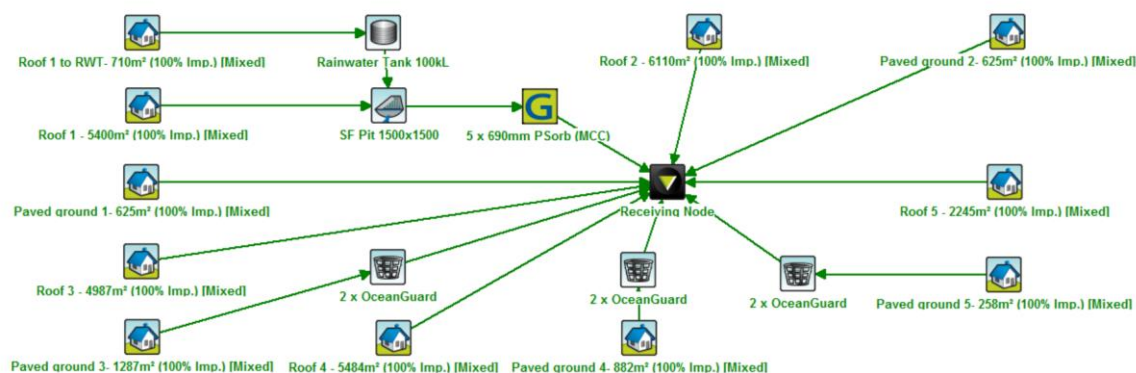 Roof 1 to RWT- 710m² (100% Imp.) [Mixed]
Rainwater Tank 100kL
Roof 2 - 6110m² (100% Imp.) [Mixed]
Paved ground 2- 625m² (100% Imp.) [Mixed]
Roof 1 - 5400m² (100% Imp.) [Mixed]
SF Pit 1500x1500
G
5 x 690mm PSorb (MCC)
Paved ground 1- 625m² (100% Imp.) [Mixed]
Receiving Node
Roof 5 - 2245m² (100% Imp.) [Mixed]
Roof 3 - 4987m² (100% Imp.) [Mixed]
2 x OceanGuard
2 x OceanGuard
2 x OceanGuard
Paved ground 5- 258m² (100% Imp.) [Mixed]
Paved ground 3- 1287m² (100% Imp.) [Mixed]
Roof 4 - 5484m² (100% Imp.) [Mixed]
Paved ground 4- 882m² (100% Imp.) [Mixed]